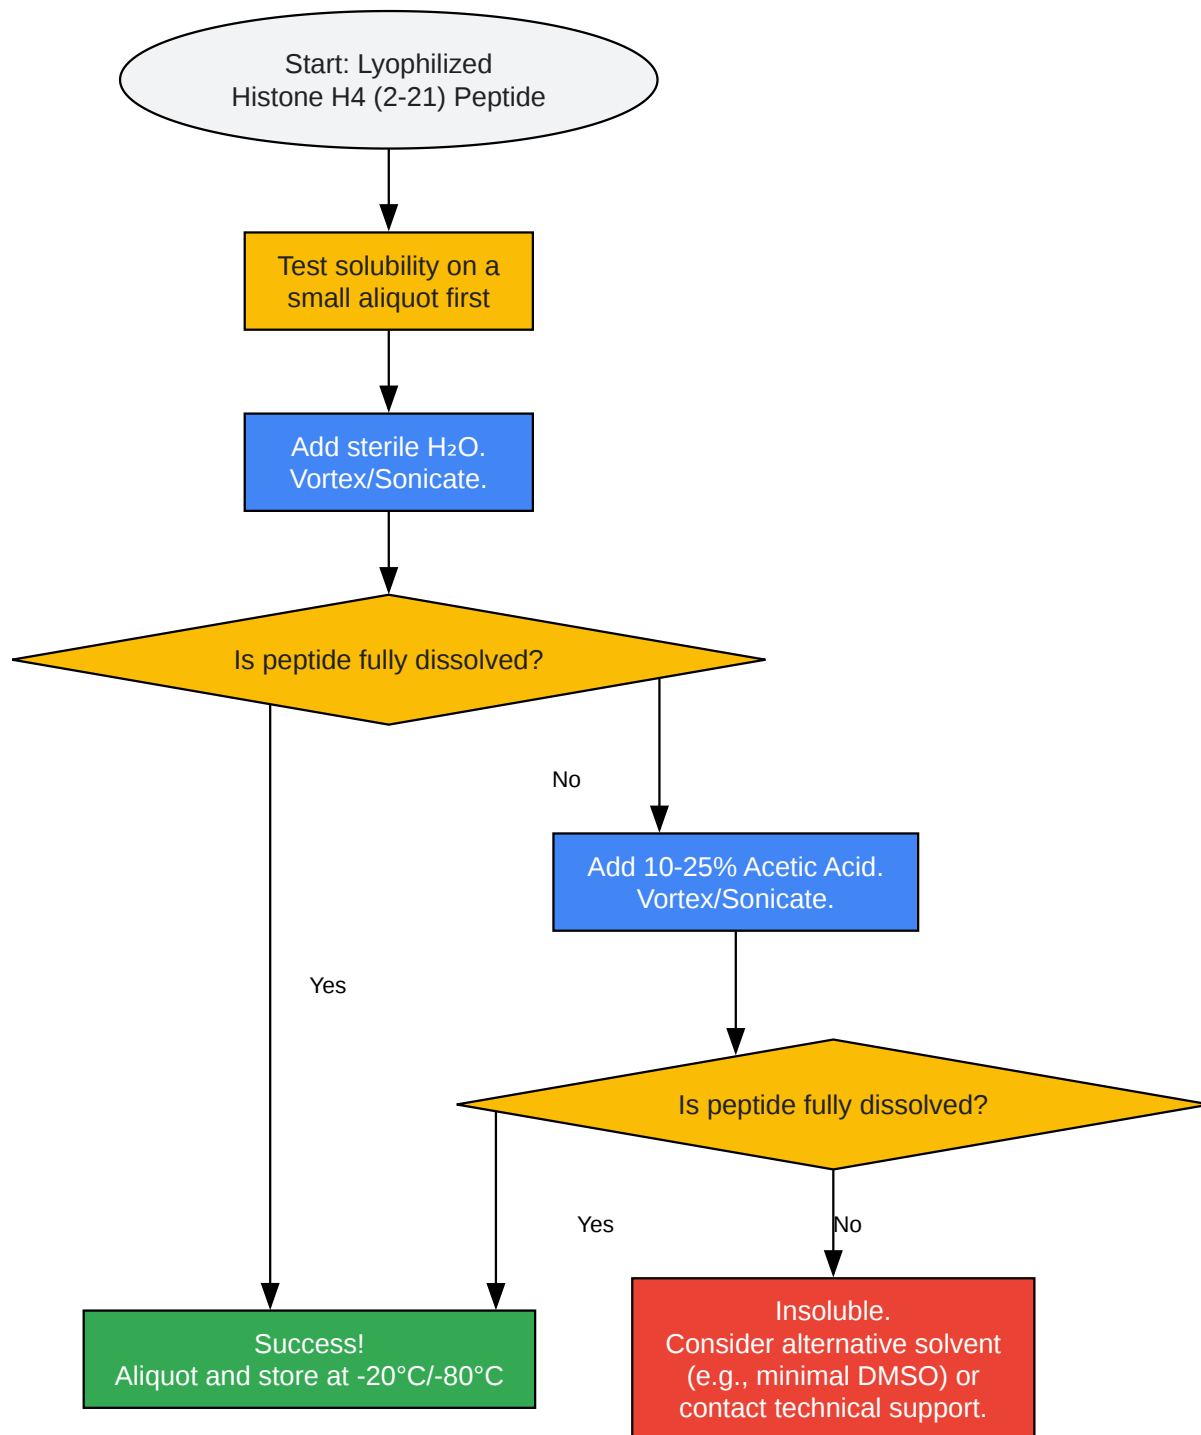 Start: Lyophilized
Histone H4 (2-21) Peptide
Test solubility on a
small aliquot first
Add sterile H₂O.
Vortex/Sonicate.
Is peptide fully dissolved?
No
Add 10-25% Acetic Acid.
Vortex/Sonicate.
Yes
Is peptide fully dissolved?
Yes
No
Success!
Aliquot and store at -20°C/-80°C
Insoluble.
Consider alternative solvent
(e.g., minimal DMSO) or
contact technical support.